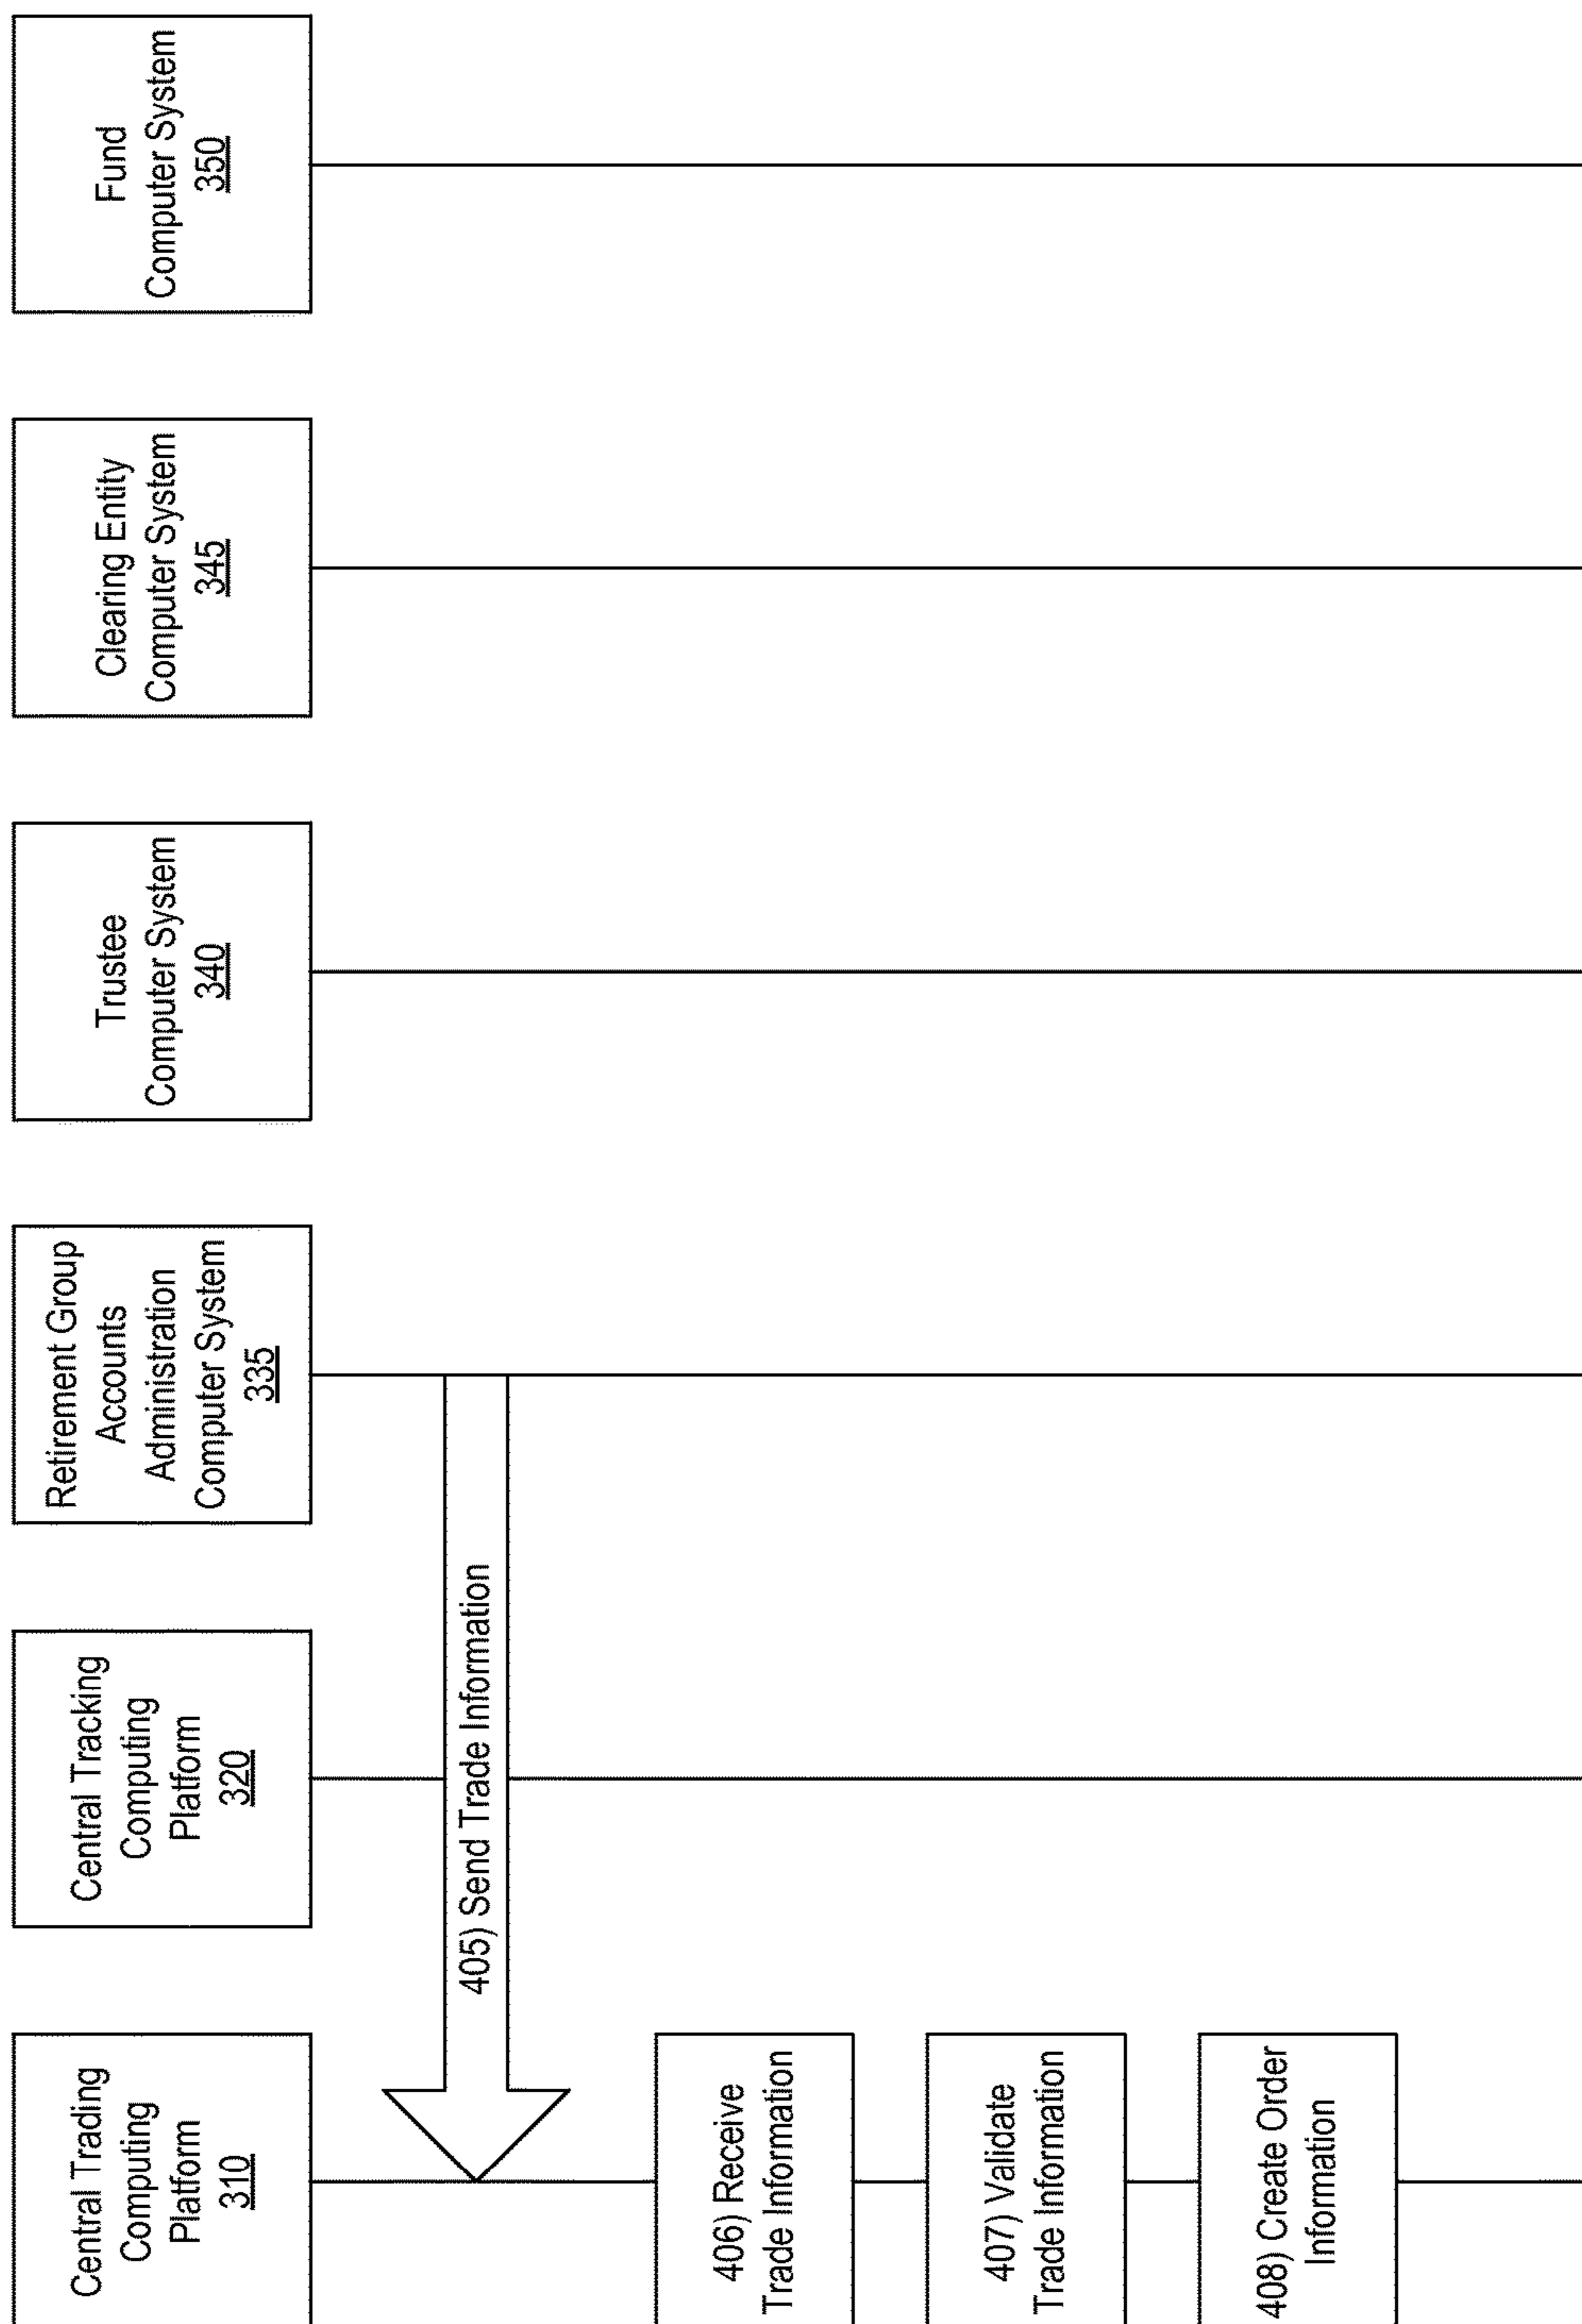 Central Trading
Computing
Platform
310
Central Tracking
Computing
Platform
320
Retirement Group
Accounts
Administration
Computer System
335
Trustee
Computer System
340
Clearing Entity
Computer System
345
Fund
Computer System
350
405) Send Trade Information
406) Receive
Trade Information
407) Validate
Trade Information
408) Create Order
Information